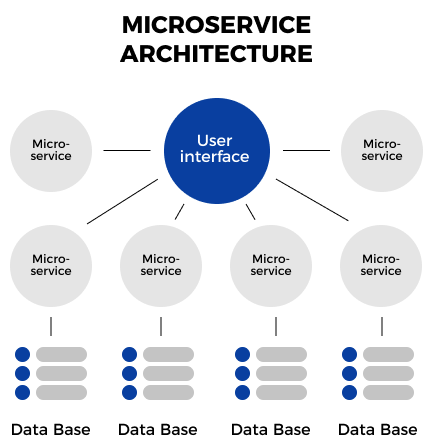 MICROSERVICE
ARCHITECTURE
User
interface
Micro-
service
Micro-
service
Micro-
service
Micro-
service
Micro-
service
Micro-
service
Data Base
Data Base
Data Base
Data Base